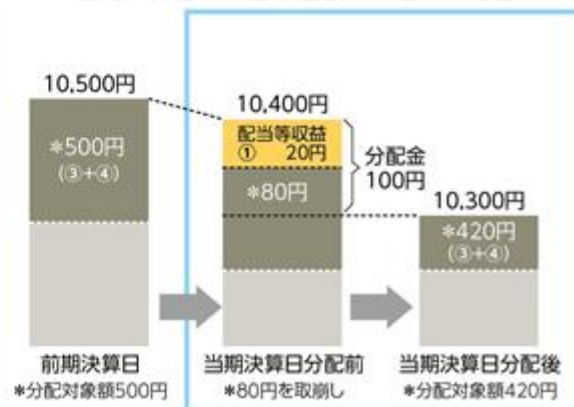 10,500円
*500円
(③+④)
10,400円
配当等収益
① 20円
*80円
分配金
100円
10,300円
*420円
(③+④)
前期決算日
*分配対象額500円
当期決算日分配前
*80円を取崩し
当期決算日分配後
*分配対象額420円